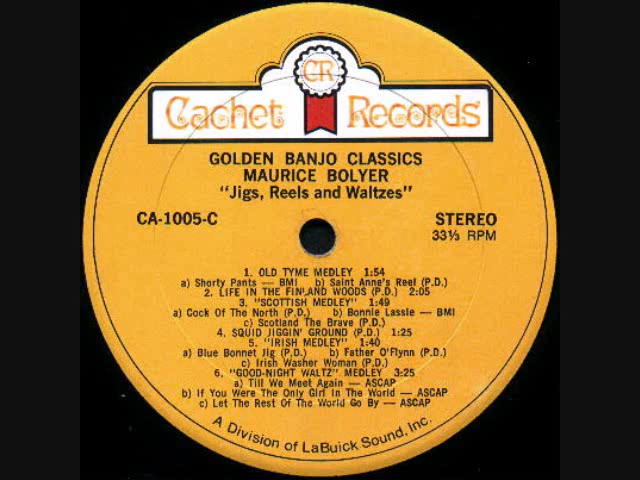 CR
Cachet Records
GOLDEN BANJO CLASSICS
MAURICE BOLYER
"Jigs, Reels and Waltzes"
CA-1005-C STEREO
33⅓ RPM
1. OLD TYME MEDLEY 1:54
a) Shorty Pants — BMI b) Saint Anne's Reel (P.D.)
2. LIFE IN THE FINLAND WOODS (P.D.) 2:05
3. "SCOTTISH MEDLEY" 1:49
a) Cock Of The North (P.D.) b) Bonnie Lassie — BMI
c) Scotland The Brave (P.D.)
4. SQUID JIGGIN' GROUND (P.D.) 1:25
5. "IRISH MEDLEY" 1:40
a) Blue Bonnet Jig (P.D.) b) Father O'Flynn (P.D.)
c) Irish Washer Woman (P.D.)
6. "GOOD-NIGHT WALTZ" MEDLEY 3:25
a) Till We Meet Again — ASCAP
b) If You Were The Only Girl In The World — ASCAP
c) Let The Rest Of The World Go By — ASCAP
A Division of LaBuick Sound, Inc.